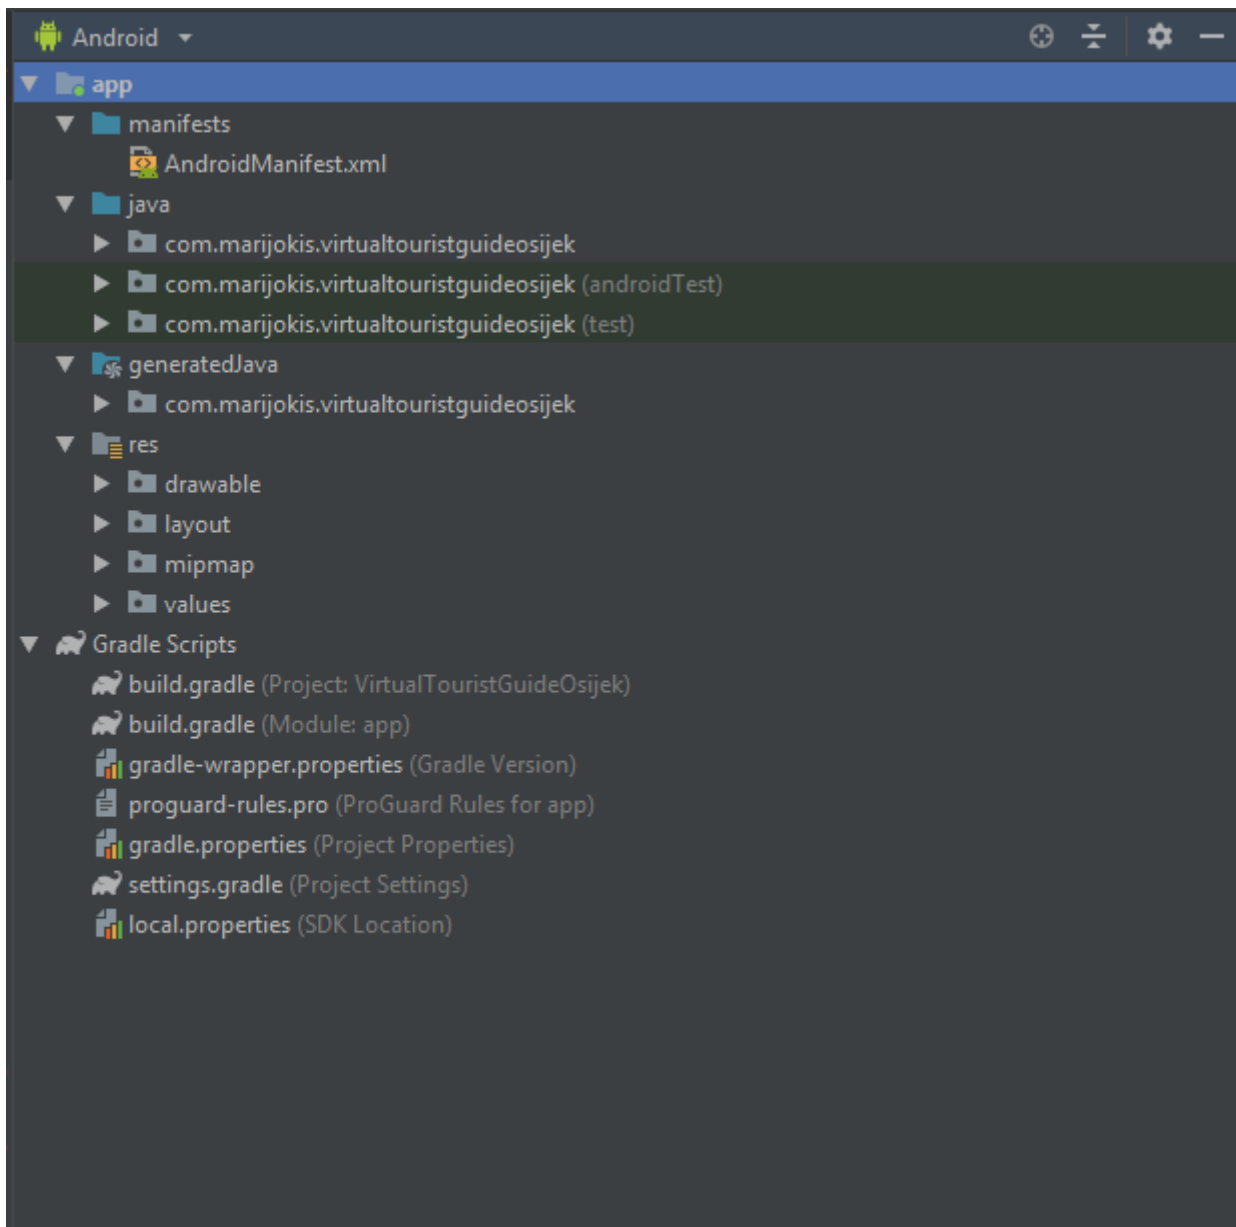 Android
app
manifests
AndroidManifest.xml
java
com.marijokis.virtualtouristguideosijek
com.marijokis.virtualtouristguideosijek (androidTest)
com.marijokis.virtualtouristguideosijek (test)
generatedJava
com.marijokis.virtualtouristguideosijek
res
drawable
layout
mipmap
values
Gradle Scripts
build.gradle (Project: VirtualTouristGuideOsijek)
build.gradle (Module: app)
gradle-wrapper.properties (Gradle Version)
proguard-rules.pro (ProGuard Rules for app)
gradle.properties (Project Properties)
settings.gradle (Project Settings)
local.properties (SDK Location)